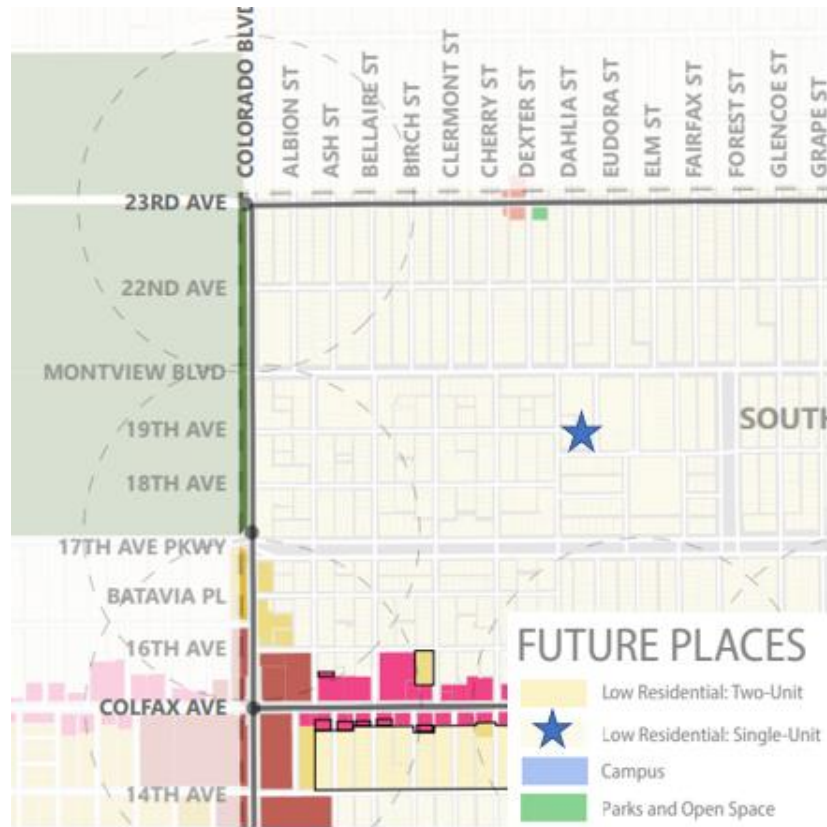 COLORADO BLVD
ALBION ST
ASH ST
BELLAIRE ST
BIRCH ST
CLERMONT ST
CHERRY ST
DEXTER ST
DAHLIA ST
EUDORA ST
ELM ST
FAIRFAX ST
FOREST ST
GLENCOE ST
GRAPE ST
23RD AVE
22ND AVE
MONTVIEW BLVD
19TH AVE
SOUTH
18TH AVE
17TH AVE PKWY
BATAVIA PL
16TH AVE
COLFAX AVE
14TH AVE
FUTURE PLACES
Low Residential: Two-Unit
Low Residential: Single-Unit
Campus
Parks and Open Space